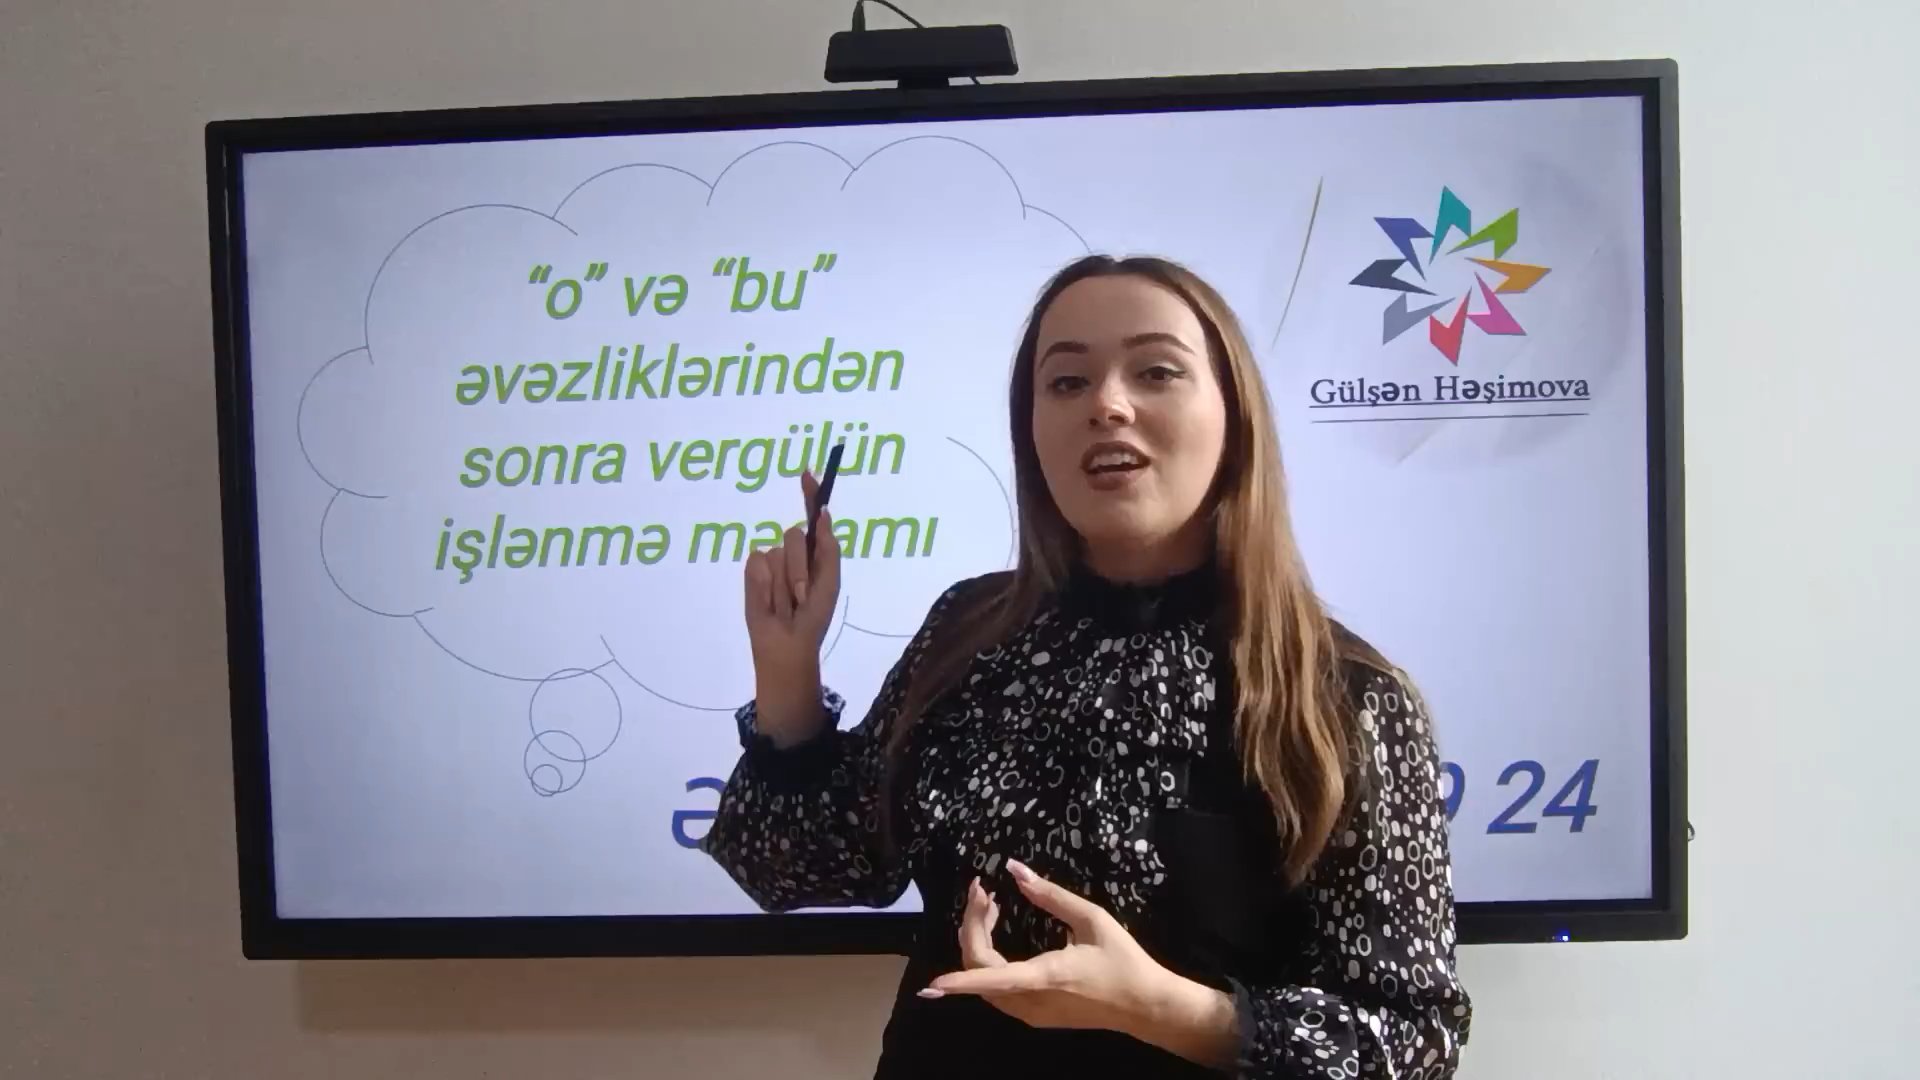 “o” və “bu”
əvəzliklərindən
sonra vergülün
işlənmə
Gülşən Həşimova
24